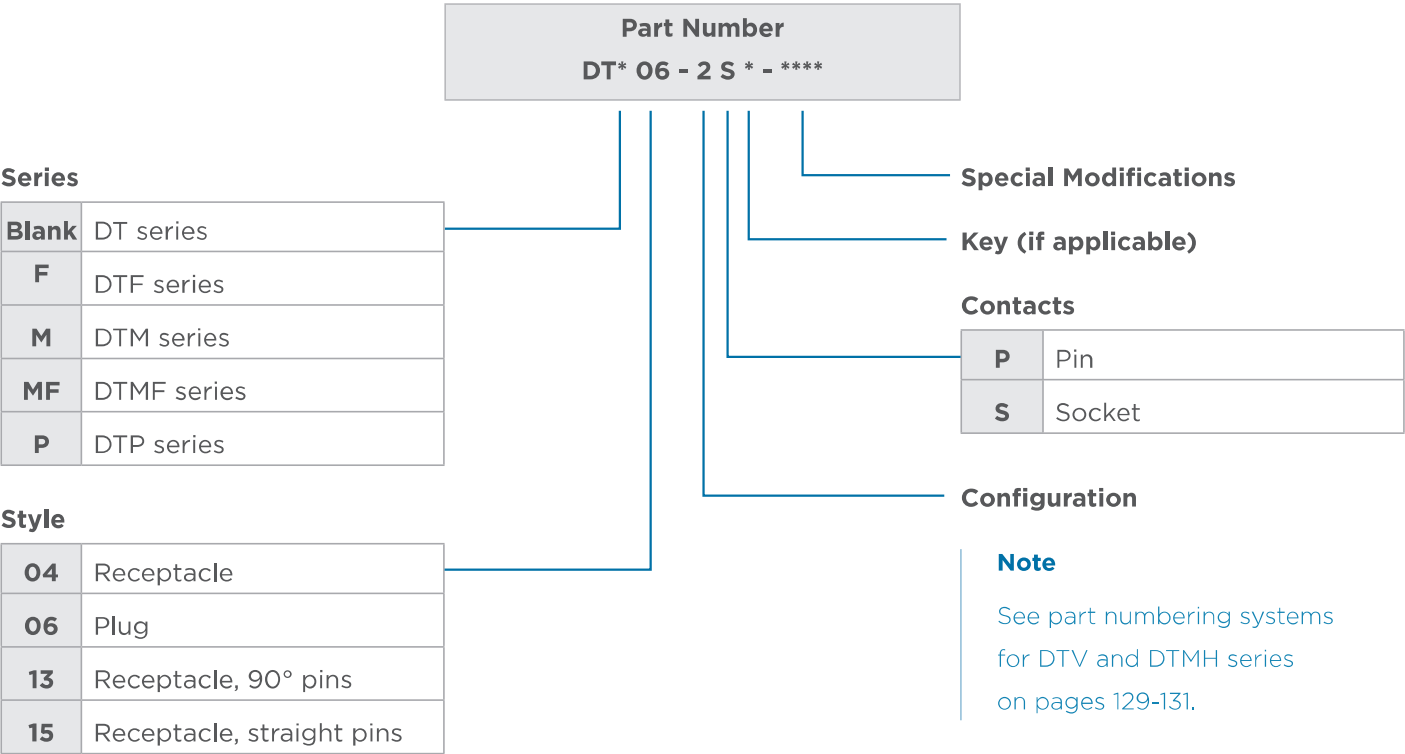 Part Number
DT* 06 - 2 S * - ****
Series
Blank DT series
F DTF series
M DTM series
MF DTMF series
P DTP series
Style
04 Receptacle
06 Plug
13 Receptacle, 90° pins
15 Receptacle, straight pins
Special Modifications
Key (if applicable)
Contacts
P Pin
S Socket
Configuration
Note
See part numbering systems
for DTV and DTMH series
on pages 129-131.